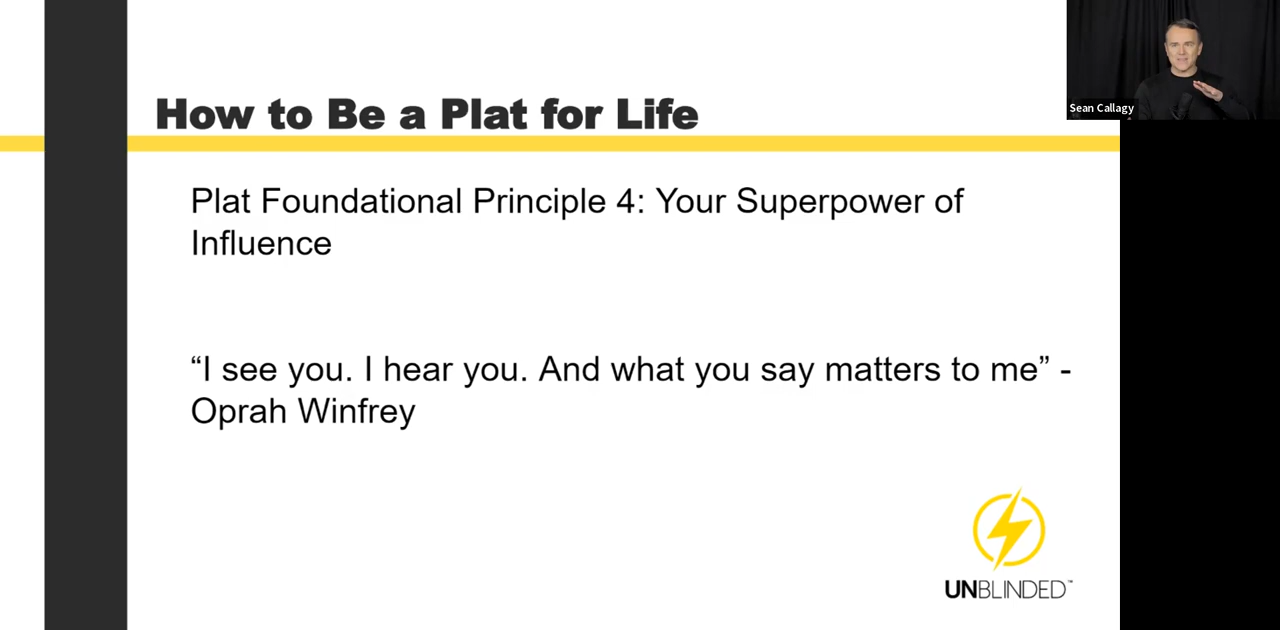 Sean Callagy
How to Be a Plat for Life
Plat Foundational Principle 4: Your Superpower of
Influence
“I see you. I hear you. And what you say matters to me” -
Oprah Winfrey
UNBLINDED™